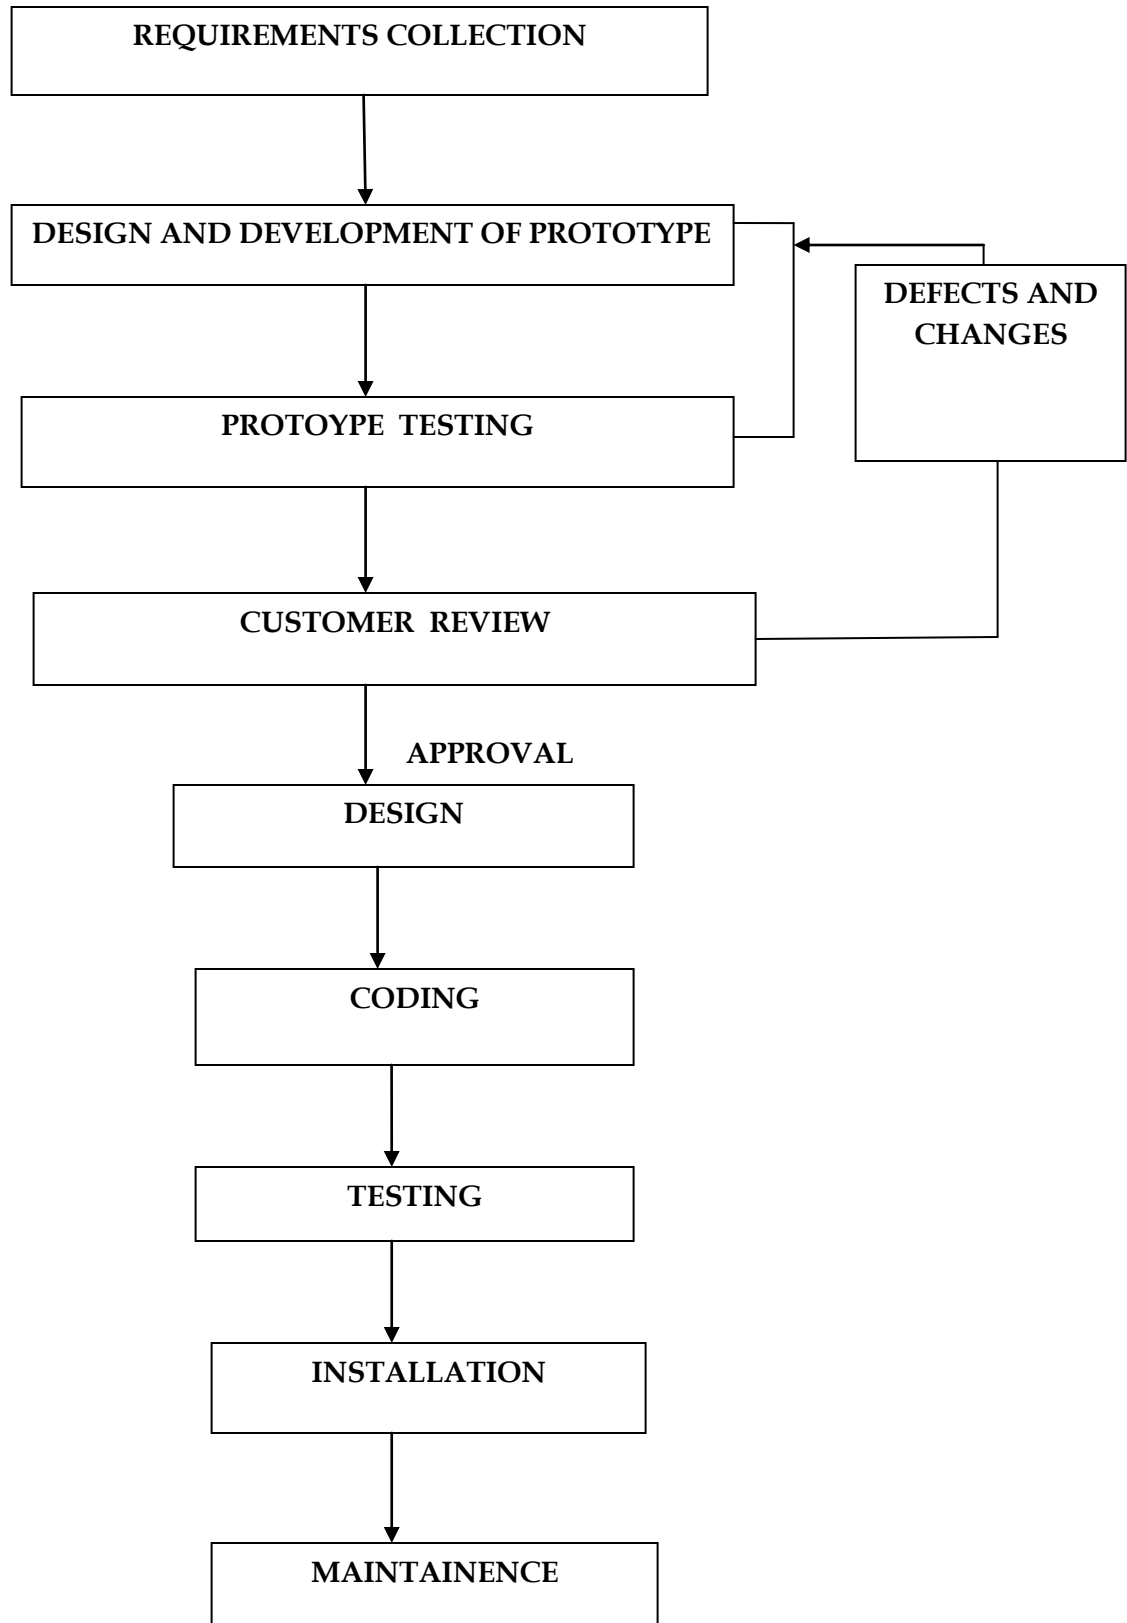 REQUIREMENTS COLLECTION
DESIGN AND DEVELOPMENT OF PROTOTYPE
DEFECTS AND
CHANGES
PROTOYPE TESTING
CUSTOMER REVIEW
APPROVAL
DESIGN
CODING
TESTING
INSTALLATION
MAINTAINENCE